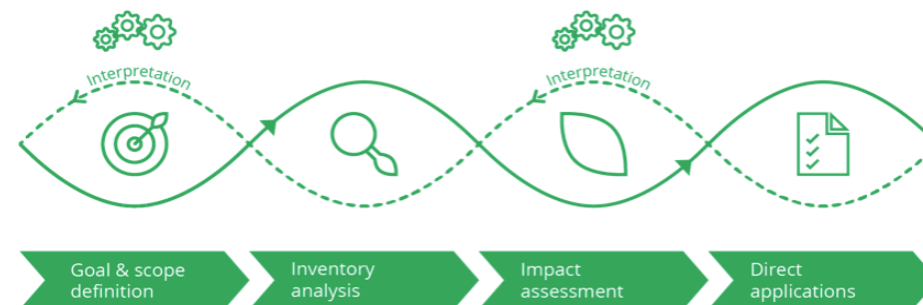 Interpretation
Interpretation
Goal & scope
definition
Inventory
analysis
Impact
assessment
Direct
applications